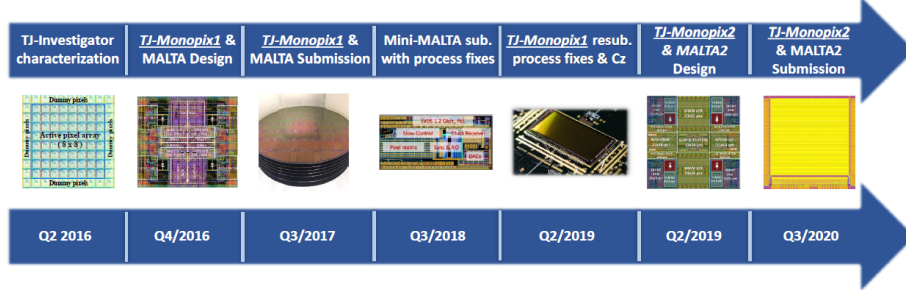 TJ-Investigator
characterization
TJ-Monopix1 &
MALTA Design
TJ-Monopix1 &
MALTA Submission
Mini-MALTA sub.
with process fixes
TJ-Monopix1 resub.
process fixes & Cz
TJ-Monopix2
& MALTA2
Design
TJ-Monopix2
& MALTA2
Submission
Dummy pixels
Dummy pixels
Active pixel array
( 8 x 8 )
Dummy pixels
Dummy pixels
Slow Control
Pixel matrix
DACs
Q2 2016
Q4/2016
Q3/2017
Q3/2018
Q2/2019
Q2/2019
Q3/2020